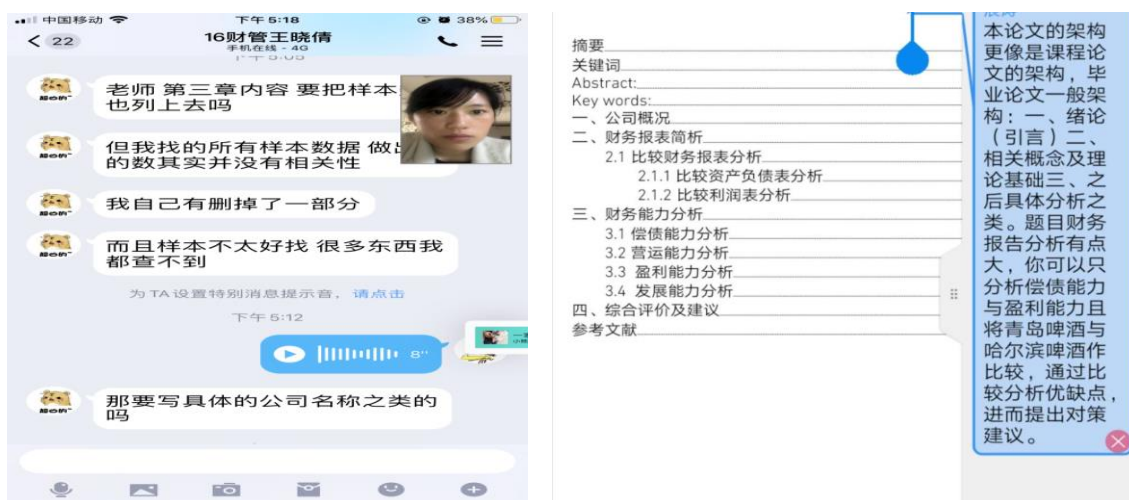 中国移动
下午5:18
38%
22
16财管王晓倩
手机在线 - 4G
老师 第三章内容 要把样本
也列上去吗
但我找的所有样本数据 做出
的数其实并没有相关性
我自己有删掉了一部分
而且样本不太好找 很多东西我
都查不到
为TA设置特别消息提示音，请点击
下午 5:12
8"
那要写具体的公司名称之类的
吗
摘要
关键词
Abstract:
Key words:
一、公司概况
二、财务报表简析
2.1 比较财务报表分析
2.1.1 比较资产负债表分析
2.1.2 比较利润表分析
三、财务能力分析
3.1 偿债能力分析
3.2 营运能力分析
3.3 盈利能力分析
3.4 发展能力分析
四、综合评价及建议
参考文献
本论文的架构
更像是课程论
文的架构，毕
业论文一般架
构：一、绪论
（引言）二、
相关概念及理
论基础三、之
后具体分析之
类。题目财务
报告分析有点
大，你可以只
分析偿债能力
与盈利能力且
将青岛啤酒与
哈尔滨啤酒作
比较，通过比
较分析优缺点，
进而提出对策
建议。